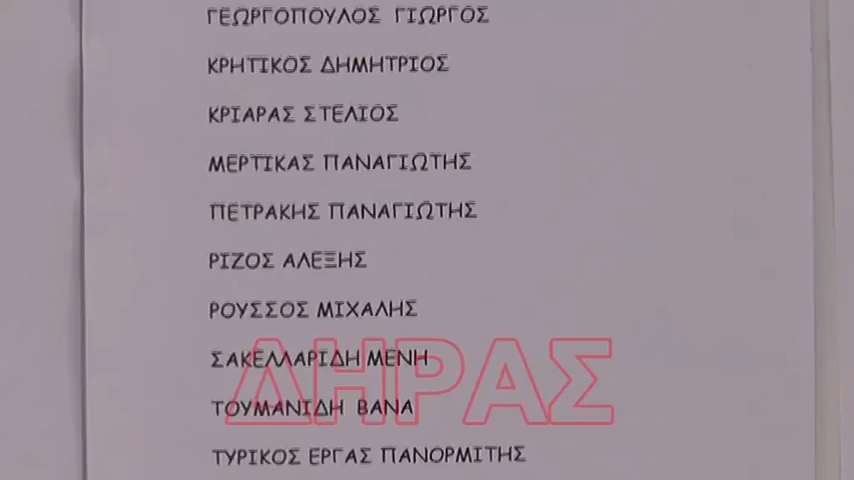 ΓΕΩΡΓΟΠΟΥΛΟΣ ΓΙΩΡΓΟΣ
ΚΡΗΤΙΚΟΣ ΔΗΜΗΤΡΙΟΣ
ΚΡΙΑΡΑΣ ΣΤΕΛΙΟΣ
ΜΕΡΤΙΚΑΣ ΠΑΝΑΓΙΩΤΗΣ
ΠΕΤΡΑΚΗΣ ΠΑΝΑΓΙΩΤΗΣ
ΡΙΖΟΣ ΑΛΕΞΗΣ
ΡΟΥΣΣΟΣ ΜΙΧΑΛΗΣ
ΣΑΚΕΛΛΑΡΙΔΗ ΜΕΝΗ
ΔΗΡΑΣ
ΤΟΥΜΑΝΙΔΗ ΒΑΝΑ
ΤΥΡΙΚΟΣ ΕΡΓΑΣ ΠΑΝΟΡΜΙΤΗΣ